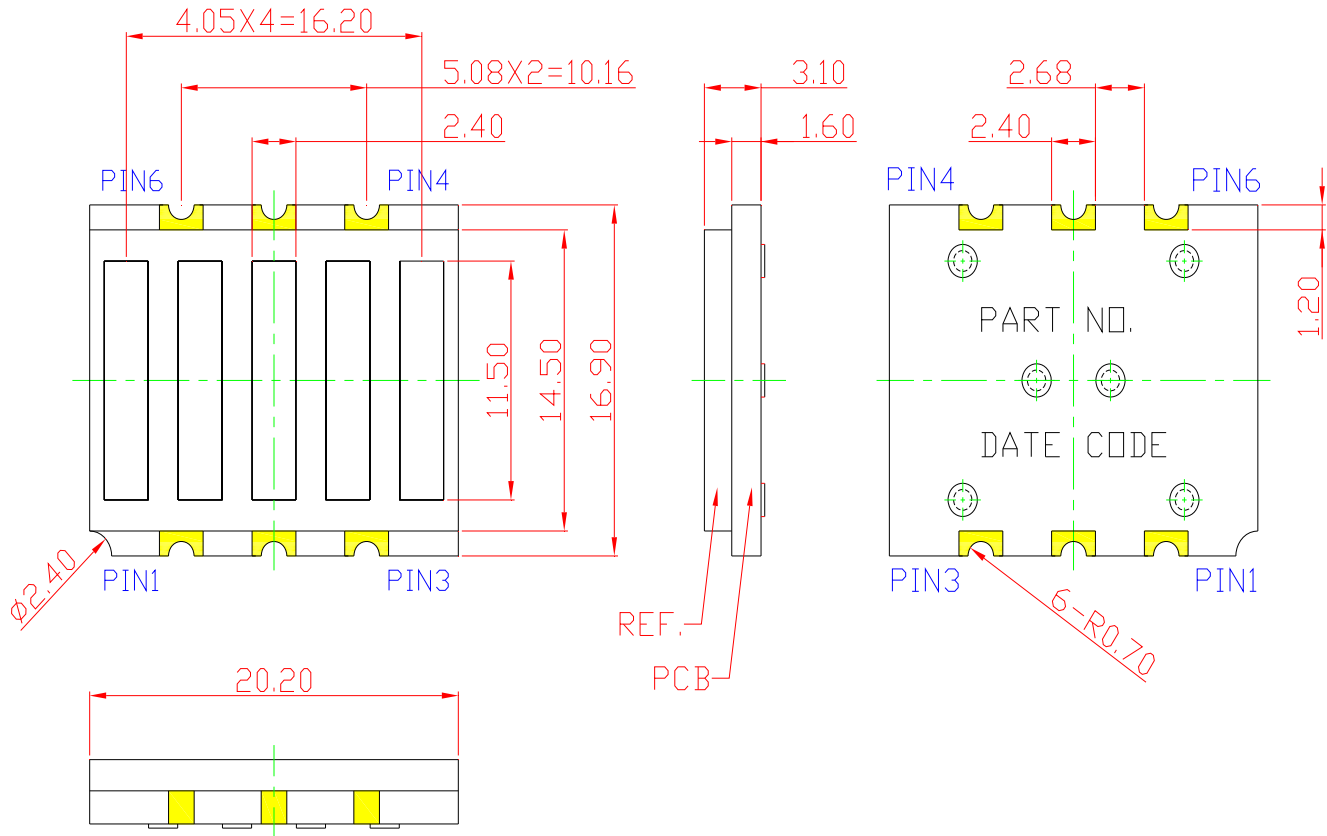 4.05X4=16.20
5.08X2=10.16
2.40
PIN6
PIN4
11.50
14.50
16.90
Ø2.40
PIN1
PIN3
3.10
1.60
REF.
PCB
2.68
2.40
PIN4
PIN6
1.20
PART NO.
DATE CODE
PIN3
PIN1
6-R0.70
20.20